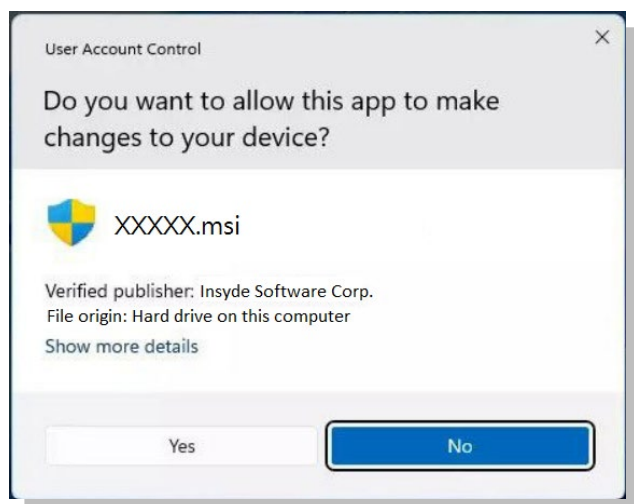 User Account Control
Do you want to allow this app to make
changes to your device?
XXXXX.msi
Verified publisher: Insyde Software Corp.
File origin: Hard drive on this computer
Show more details
Yes
No